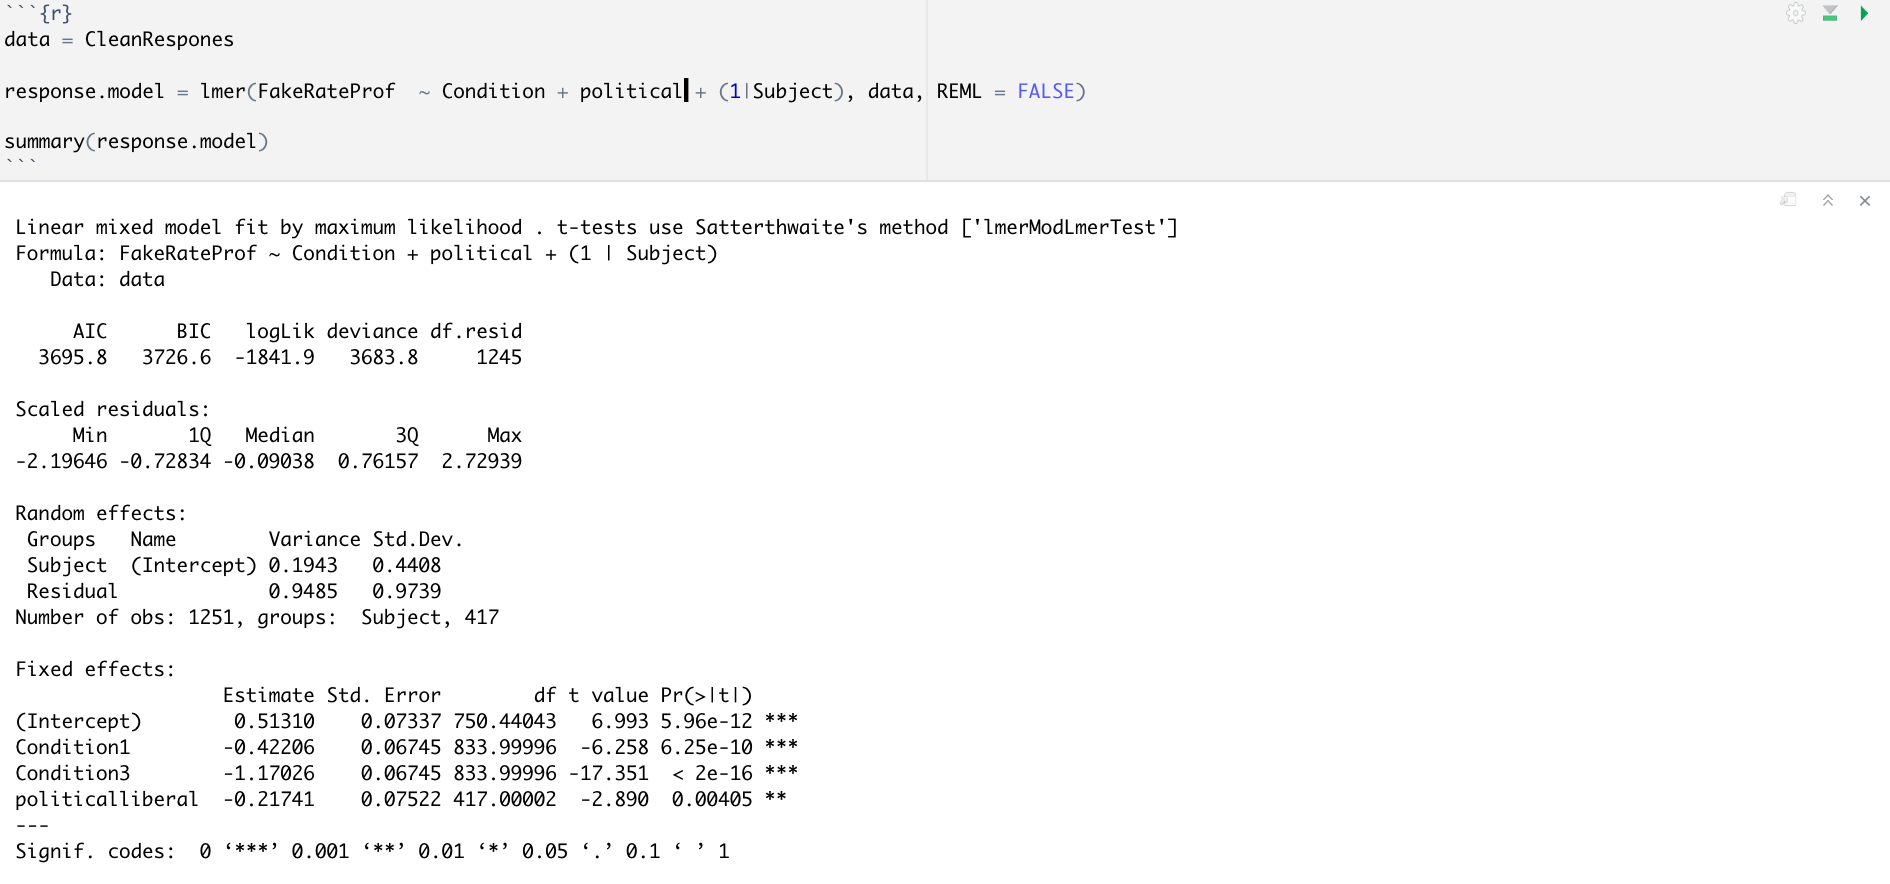 ```{r}
data = CleanRespones
response.model = lmer(FakeRateProf  ~ Condition + political + (1|Subject), data, REML = FALSE)
summary(response.model)
```
Linear mixed model fit by maximum likelihood . t-tests use Satterthwaite's method ['lmerModLmerTest']
Formula: FakeRateProf ~ Condition + political + (1 | Subject)
   Data: data
     AIC      BIC   logLik deviance df.resid
  3695.8   3726.6  -1841.9   3683.8     1245
Scaled residuals:
     Min       1Q   Median       3Q      Max
-2.19646 -0.72834 -0.09038  0.76157  2.72939
Random effects:
 Groups   Name        Variance Std.Dev.
 Subject  (Intercept) 0.1943   0.4408
 Residual             0.9485   0.9739
Number of obs: 1251, groups:  Subject, 417
Fixed effects:
                  Estimate Std. Error        df t value Pr(>|t|)
(Intercept)        0.51310    0.07337 750.44043   6.993 5.96e-12 ***
Condition1        -0.42206    0.06745 833.99996  -6.258 6.25e-10 ***
Condition3        -1.17026    0.06745 833.99996 -17.351  < 2e-16 ***
politicalliberal  -0.21741    0.07522 417.00002  -2.890  0.00405 **
---
Signif. codes:  0 ‘***’ 0.001 ‘**’ 0.01 ‘*’ 0.05 ‘.’ 0.1 ‘ ’ 1